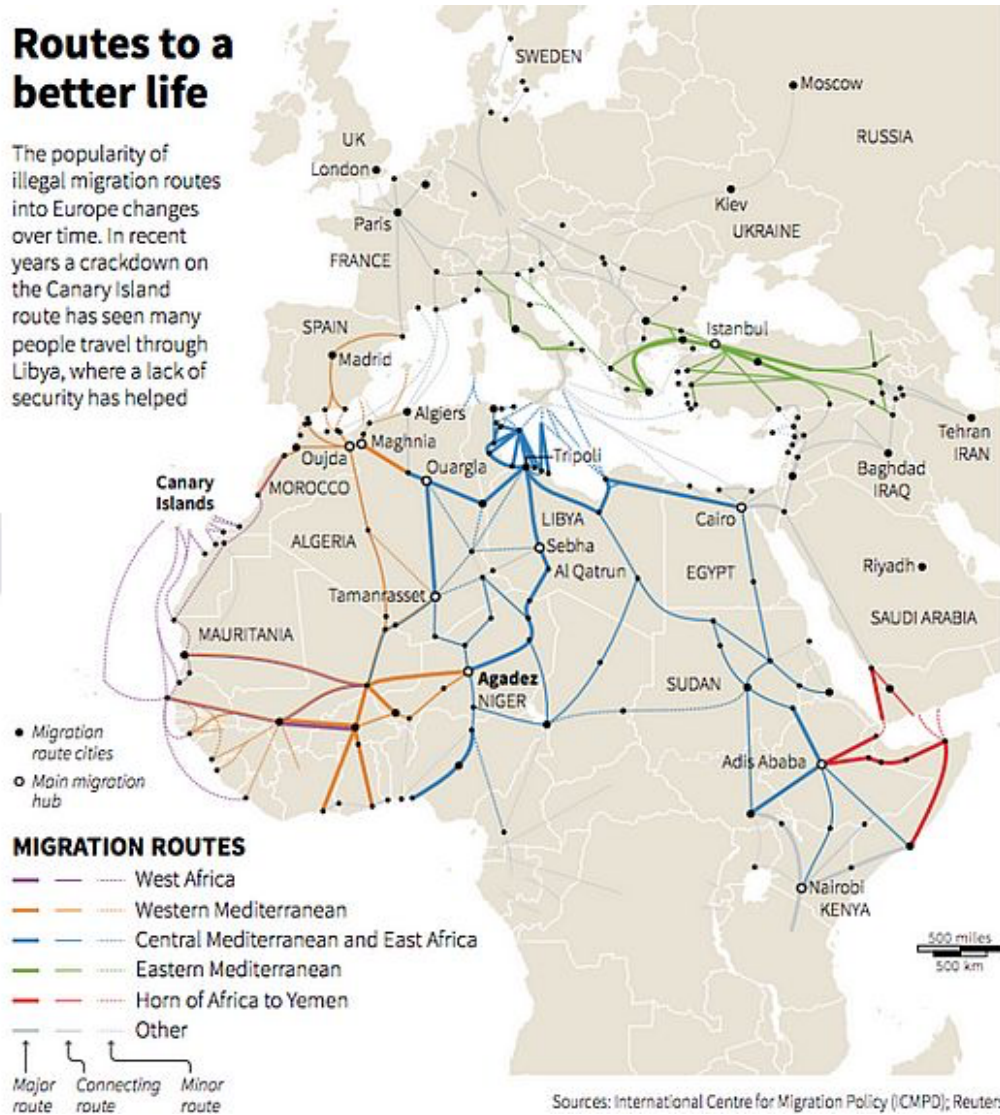 Routes to a
better life
The popularity of
illegal migration routes
into Europe changes
over time. In recent
years a crackdown on
the Canary Island
route has seen many
people travel through
Libya, where a lack of
security has helped
SWEDEN
Moscow
UK
RUSSIA
London
Kiev
Paris
UKRAINE
FRANCE
SPAIN
Istanbul
Madrid
Algiers
Tehran
Maghnia
IRAN
Oujda
Ouargla
Tripoli
Baghdad
IRAQ
Canary
Islands
MOROCCO
LIBYA
Cairo
ALGERIA
Sebha
Al Qatrun
EGYPT
Riyadh
Tamanrasset
SAUDI ARABIA
MAURITANIA
Agadez
NIGER
SUDAN
Migration
route cities
Main migration
hub
Adis Ababa
Nairobi
KENYA
MIGRATION ROUTES
West Africa
Western Mediterranean
Central Mediterranean and East Africa
Eastern Mediterranean
Horn of Africa to Yemen
Other
500 miles
500 km
Major
route
Connecting
route
Minor
route
Sources: International Centre for Migration Policy (ICMPD); Reuters